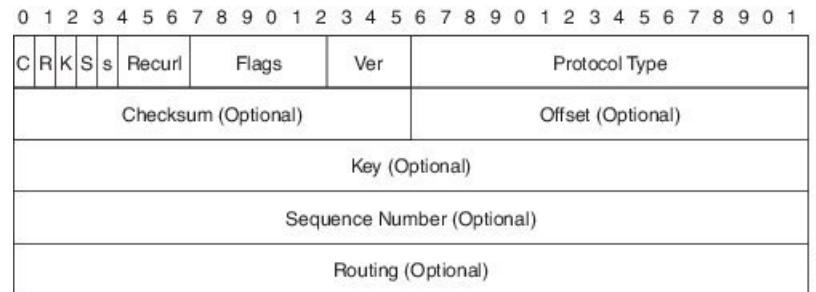 0 1 2 3 4 5 6 7 8 9 0 1 2 3 4 5 6 7 8 9 0 1 2 3 4 5 6 7 8 9 0 1
C R K S s Recurl Flags Ver Protocol Type
Checksum (Optional) Offset (Optional)
Key (Optional)
Sequence Number (Optional)
Routing (Optional)